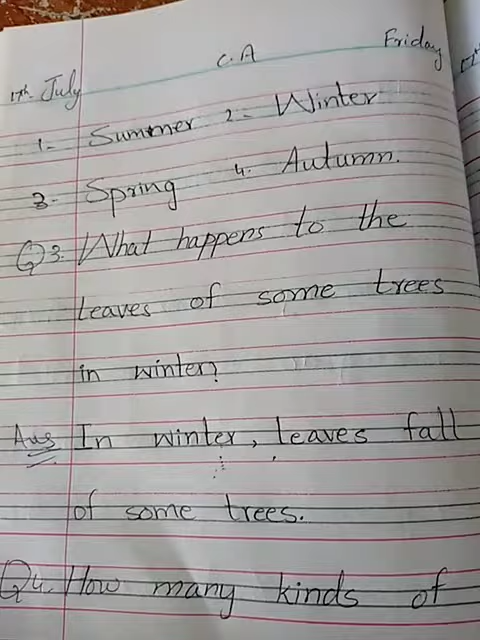 17th July C.A Friday
1- Summer 2- Winter
3- Spring 4. Autumn.
Q3. What happens to the
leaves of some trees
in winter?
Ans In winter, leaves fall
of some trees.
Q4. How many kinds of